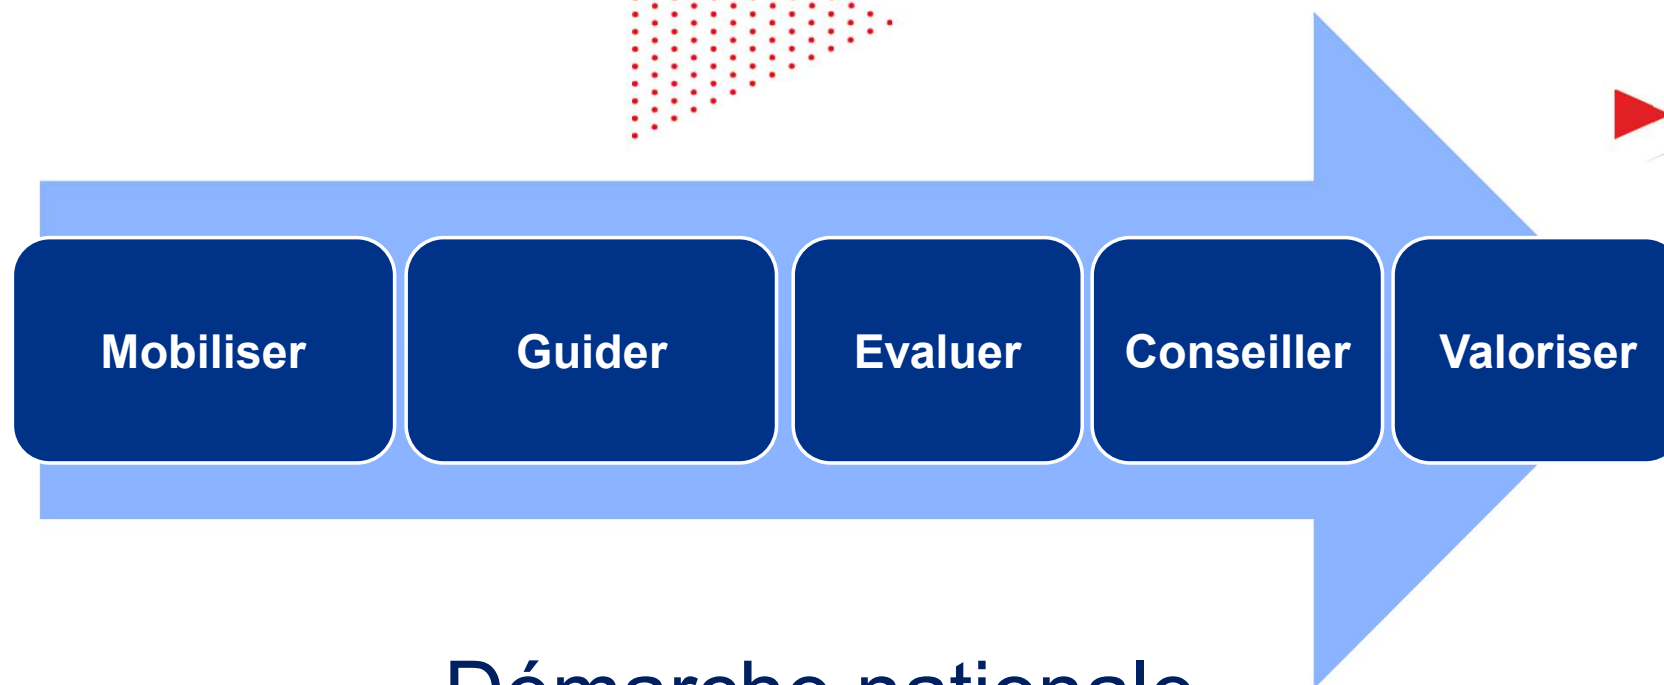 Mobiliser
Guider
Evaluer
Conseiller
Valoriser
Démarche nationale